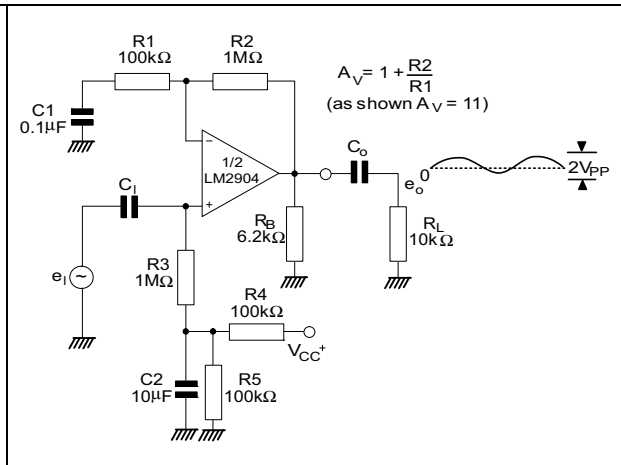 R1
100kΩ
R2
1MΩ
A_V = 1 + R2/R1
(as shown A_V = 11)
C1
0.1µF
1/2
LM2904
−
+
C_I
C_o
e_o
0
2V_PP
R_B
6.2kΩ
R_L
10kΩ
e_I
~
R3
1MΩ
R4
100kΩ
V_CC+
C2
10µF
R5
100kΩ